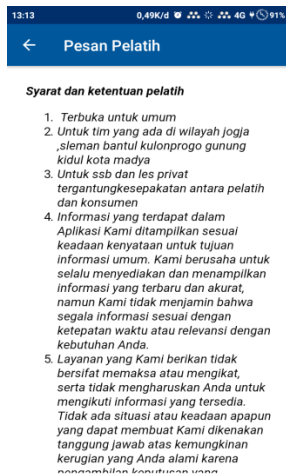 13:13 0,49K/d 4G 91%
← Pesan Pelatih
Syarat dan ketentuan pelatih
1. Terbuka untuk umum
2. Untuk tim yang ada di wilayah jogja
,sleman bantul kulonprogo gunung
kidul kota madya
3. Untuk ssb dan les privat
tergantungkesepakatan antara pelatih
dan konsumen
4. Informasi yang terdapat dalam
Aplikasi Kami ditampilkan sesuai
keadaan kenyataan untuk tujuan
informasi umum. Kami berusaha untuk
selalu menyediakan dan menampilkan
informasi yang terbaru dan akurat,
namun Kami tidak menjamin bahwa
segala informasi sesuai dengan
ketepatan waktu atau relevansi dengan
kebutuhan Anda.
5. Layanan yang Kami berikan tidak
bersifat memaksa atau mengikat,
serta tidak mengharuskan Anda untuk
mengikuti informasi yang tersedia.
Tidak ada situasi atau keadaan apapun
yang dapat membuat Kami dikenakan
tanggung jawab atas kemungkinan
kerugian yang Anda alami karena
pengambilan keputusan yang